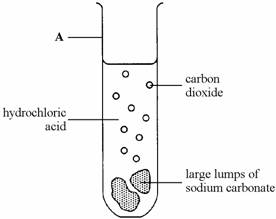 A
carbon
dioxide
hydrochloric
acid
large lumps of
sodium carbonate